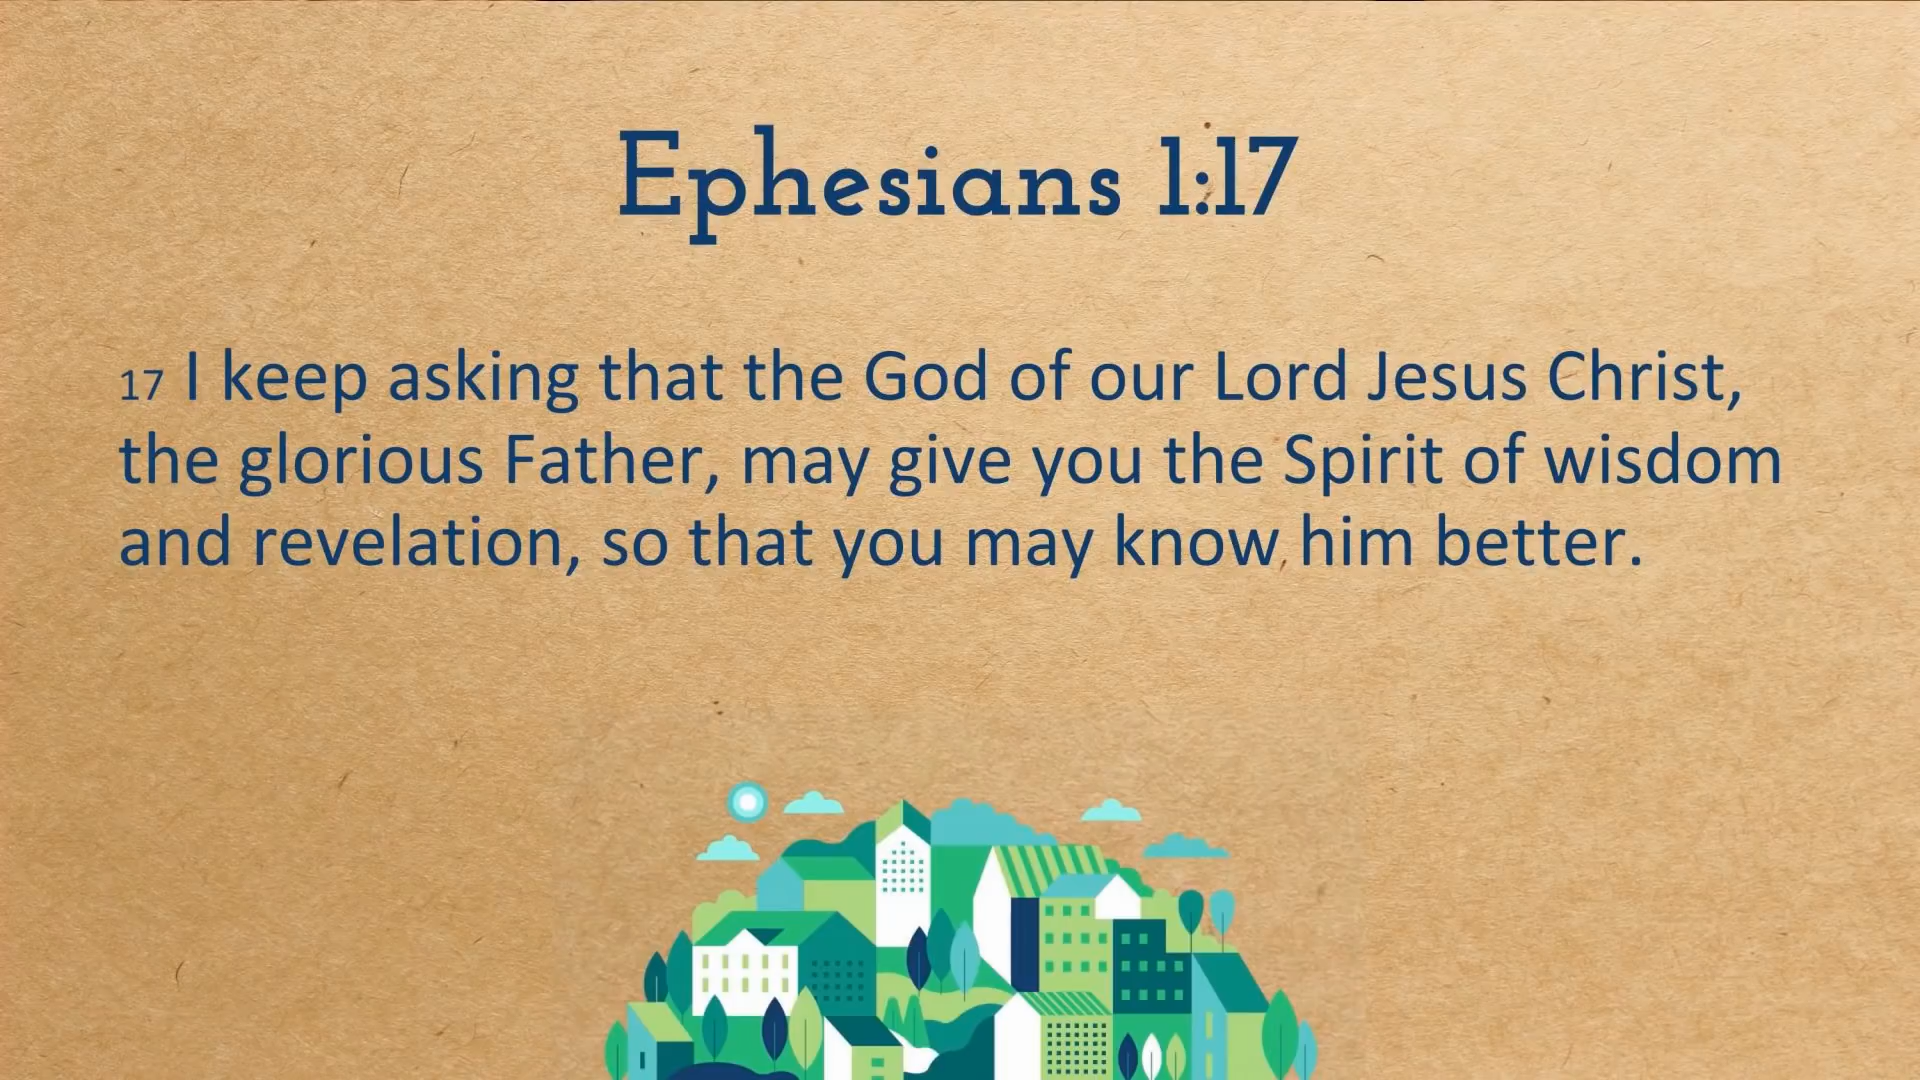 Ephesians 1:17
17 I keep asking that the God of our Lord Jesus Christ,
the glorious Father, may give you the Spirit of wisdom
and revelation, so that you may know him better.